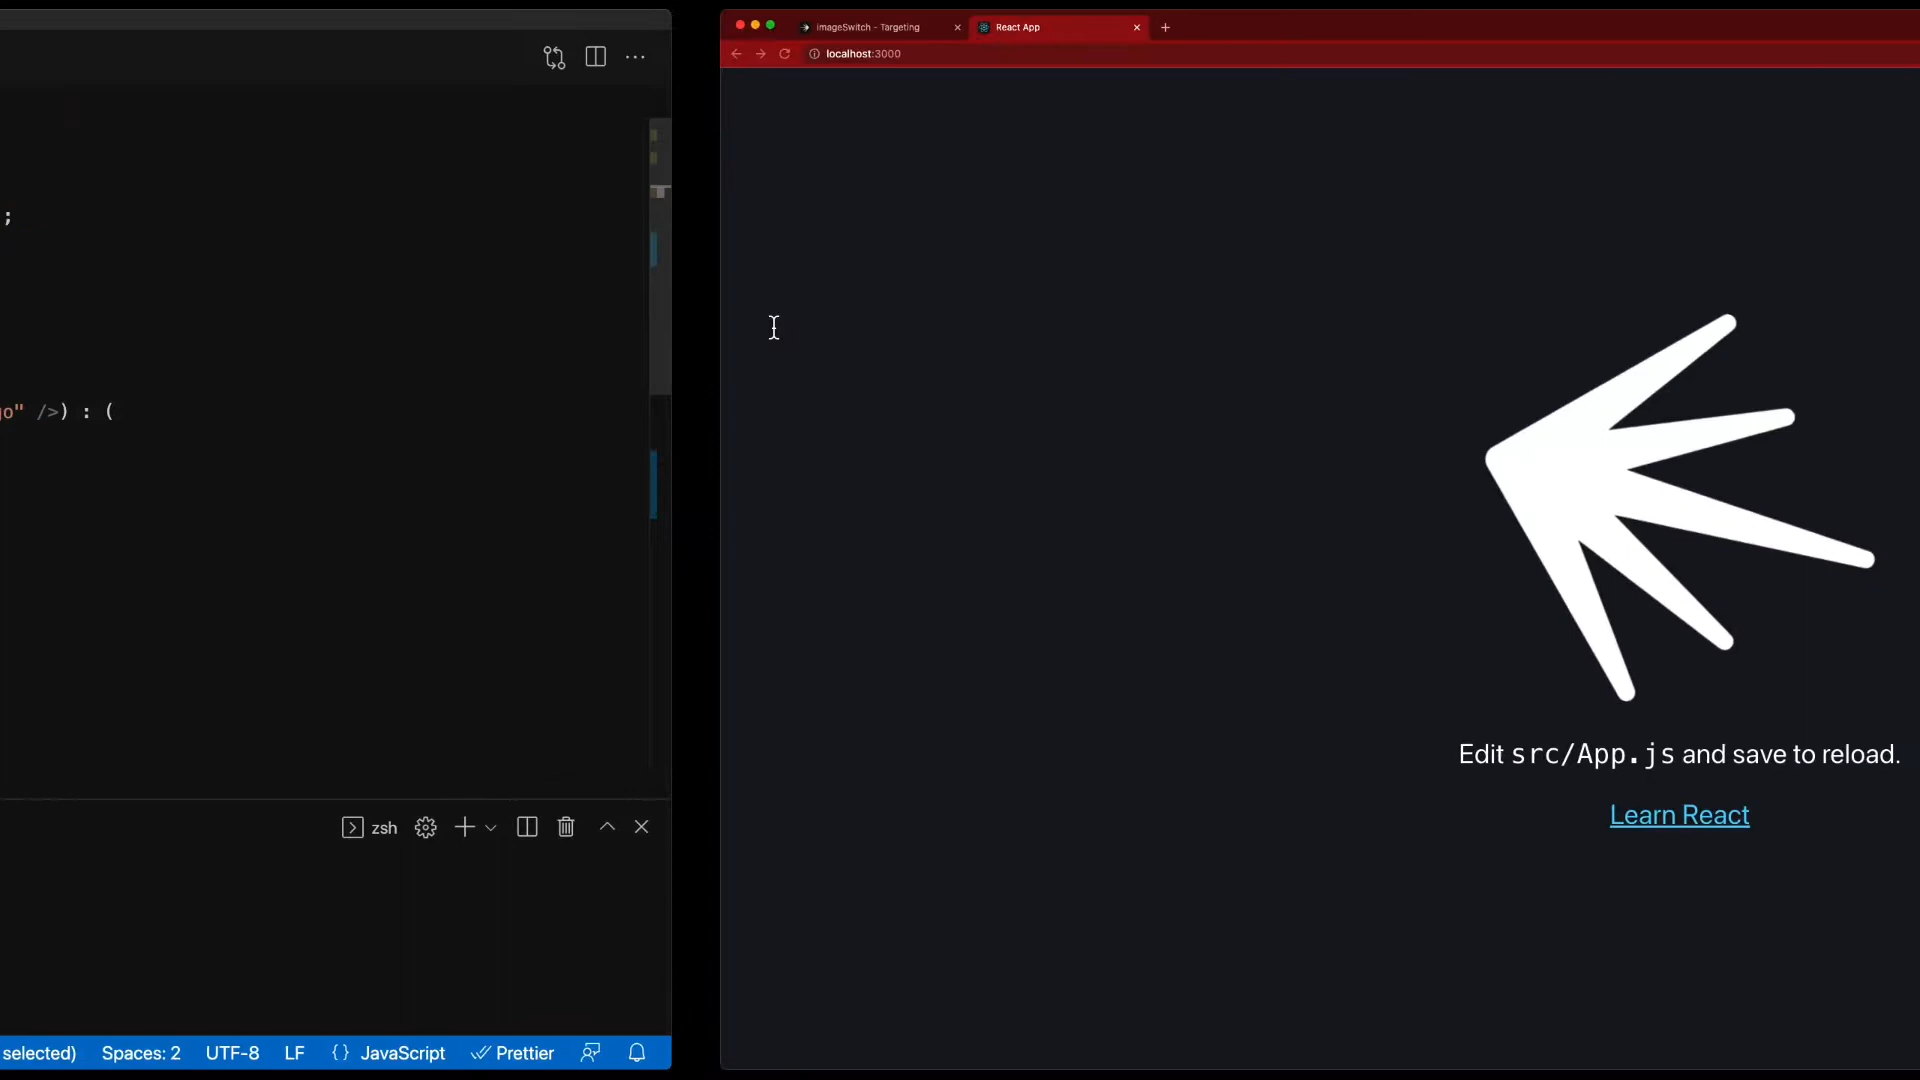 imageSwitch - Targeting
React App
localhost:3000
;
go" />) : (
Edit src/App.js and save to reload.
Learn React
zsh
selected) Spaces: 2 UTF-8 LF {} JavaScript Prettier